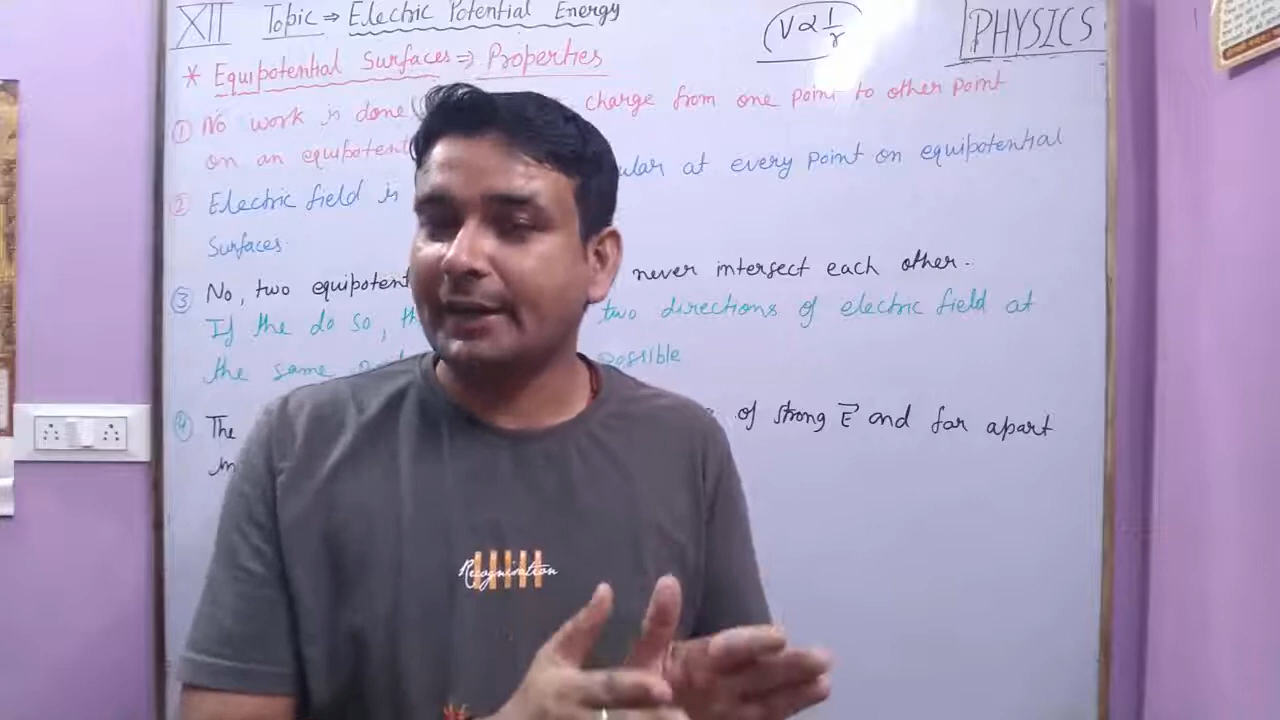 XII Topic ⇒ Electric Potential Energy
V∝1/r
PHYSICS
* Equipotential Surfaces ⇒ Properties
① No work is done charge from one point to other point
on an equipotent
② Electric field is ular at every point on equipotential
Surfaces.
③ No, two equipotent never intersect each other.
If the do so, th two directions of electric field at
the same possible
④ The of strong E⃗ and far apart
in
Recognisation